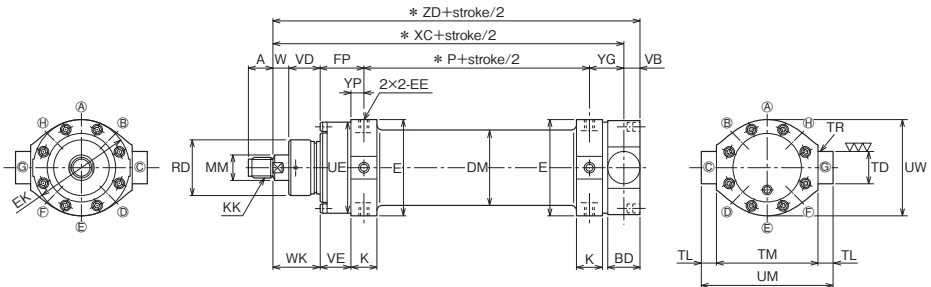 * ZD+stroke/2
* XC+stroke/2
A W VD FP * P+stroke/2 YG VB
YP 2×2-EE
Ⓐ Ⓗ Ⓑ Ⓖ Ⓒ Ⓕ Ⓓ Ⓔ
EK
RD MM KK UE E DM E
WK VE K K BD
Ⓐ Ⓑ Ⓗ Ⓒ Ⓖ Ⓓ Ⓕ Ⓔ
TR
TD UW
TL TM TL
UM